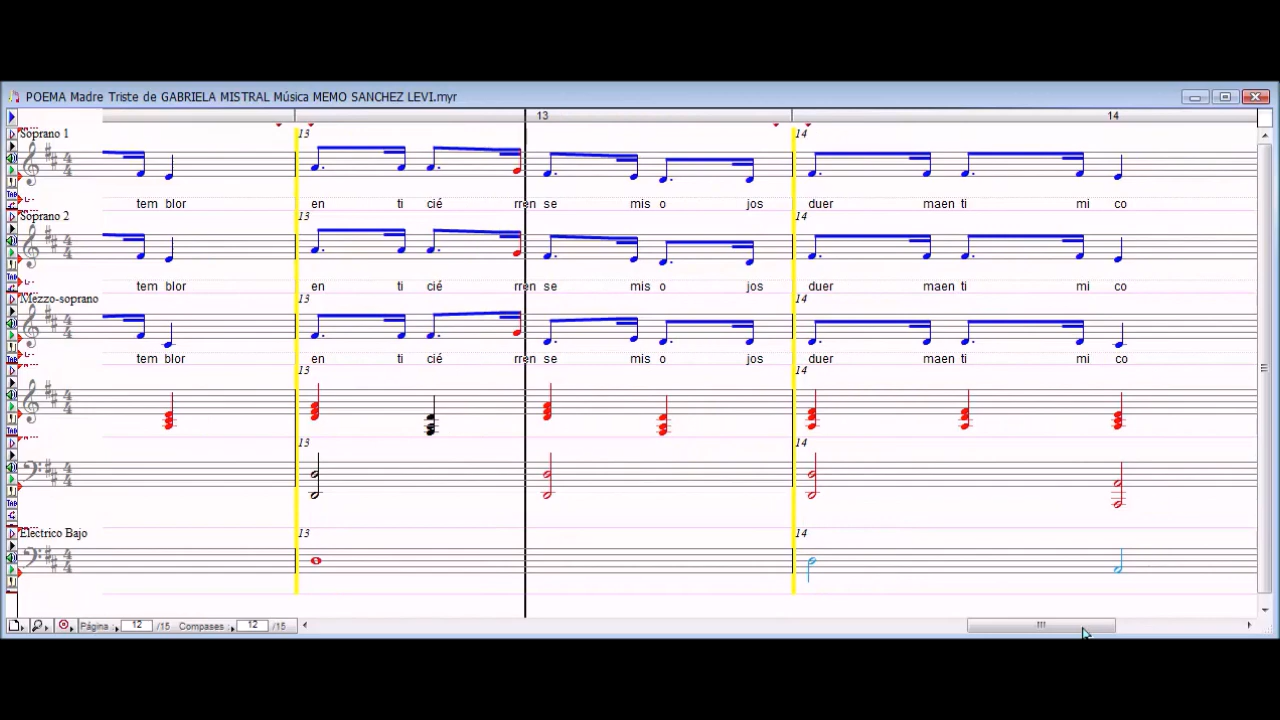 POEMA Madre Triste de GABRIELA MISTRAL Música MEMO SANCHEZ LEVI.myr
13 14
Soprano 1
13 14
tem blor en ti cié rren se mis o jos duer maen ti mi co
Soprano 2
13 14
tem blor en ti cié rren se mis o jos duer maen ti mi co
Mezzo-soprano
13 14
tem blor en ti cié rren se mis o jos duer maen ti mi co
13 14
13 14
Eléctrico Bajo
13 14
Página: 12 /15 Compases: 12 /15